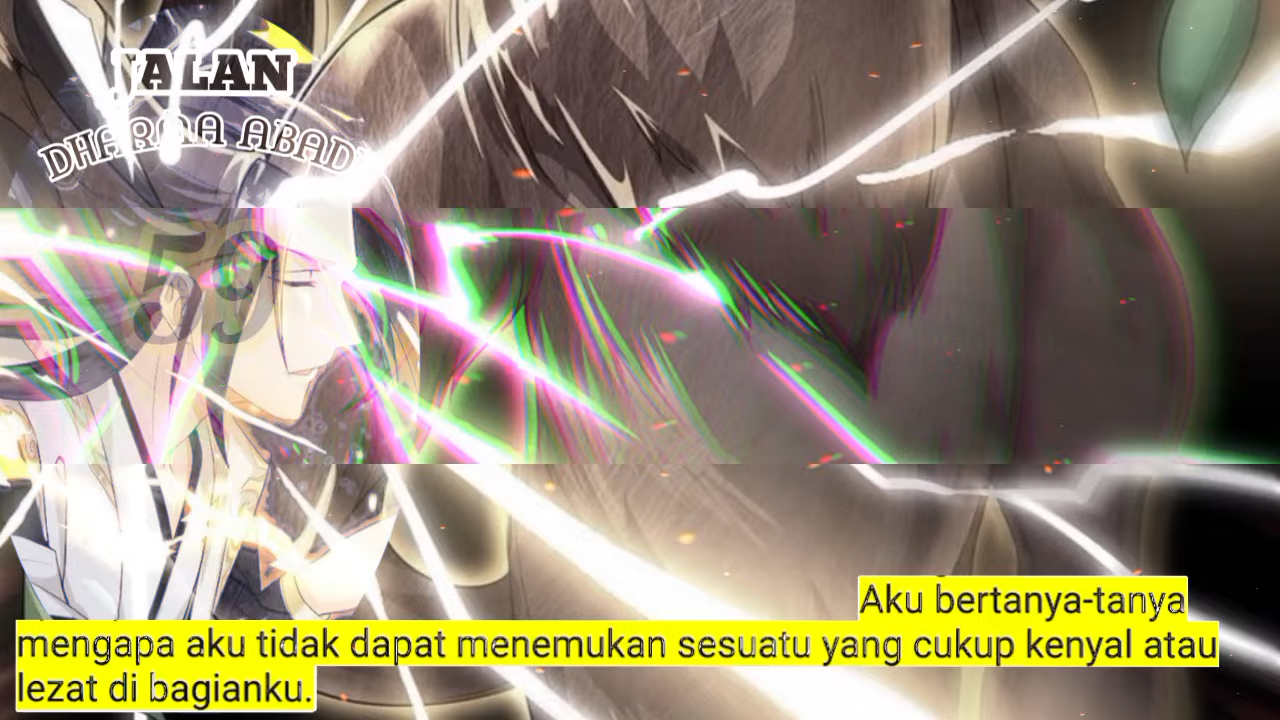 JALAN
DHARMA ABADI
59
Aku bertanya-tanya
mengapa aku tidak dapat menemukan sesuatu yang cukup kenyal atau
lezat di bagianku.